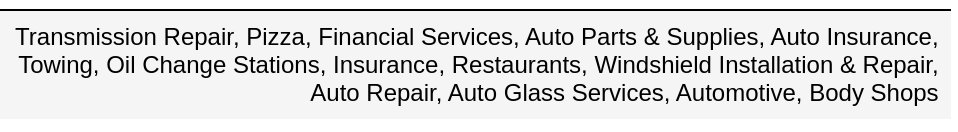 Transmission Repair, Pizza, Financial Services, Auto Parts & Supplies, Auto Insurance,
Towing, Oil Change Stations, Insurance, Restaurants, Windshield Installation & Repair,
Auto Repair, Auto Glass Services, Automotive, Body Shops